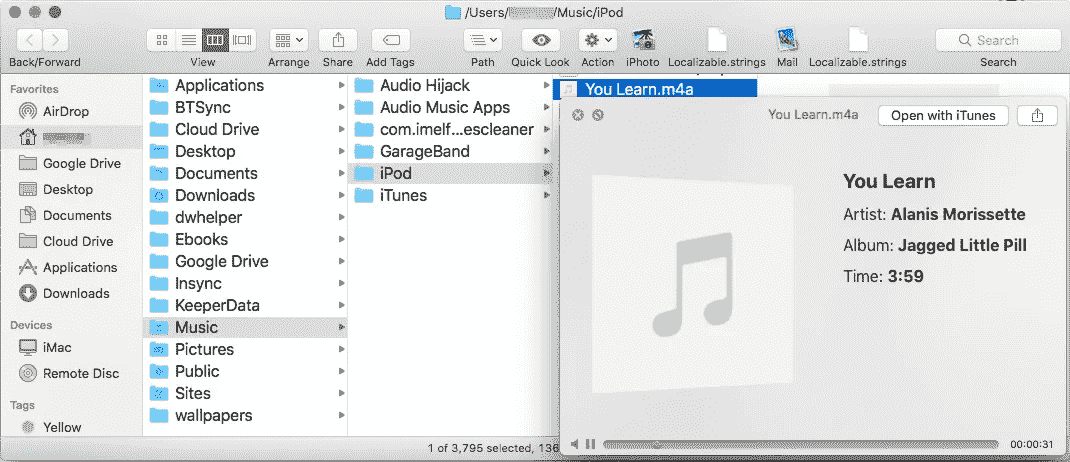 /Users/ /Music/iPod
Back/Forward View Arrange Share Add Tags Path Quick Look Action iPhoto Localizable.strings Mail Localizable.strings Search
Search
Favorites
AirDrop
Google Drive
Desktop
Documents
Cloud Drive
Applications
Downloads
Devices
iMac
Remote Disc
Tags
Yellow
Applications
BTSync
Cloud Drive
Desktop
Documents
Downloads
dwhelper
Ebooks
Google Drive
Insync
KeeperData
Music
Pictures
Public
Sites
wallpapers
Audio Hijack
Audio Music Apps
com.imelf...escleaner
GarageBand
iPod
iTunes
You Learn.m4a
You Learn.m4a Open with iTunes
You Learn
Artist: Alanis Morissette
Album: Jagged Little Pill
Time: 3:59
00:00:31
1 of 3,795 selected, 136